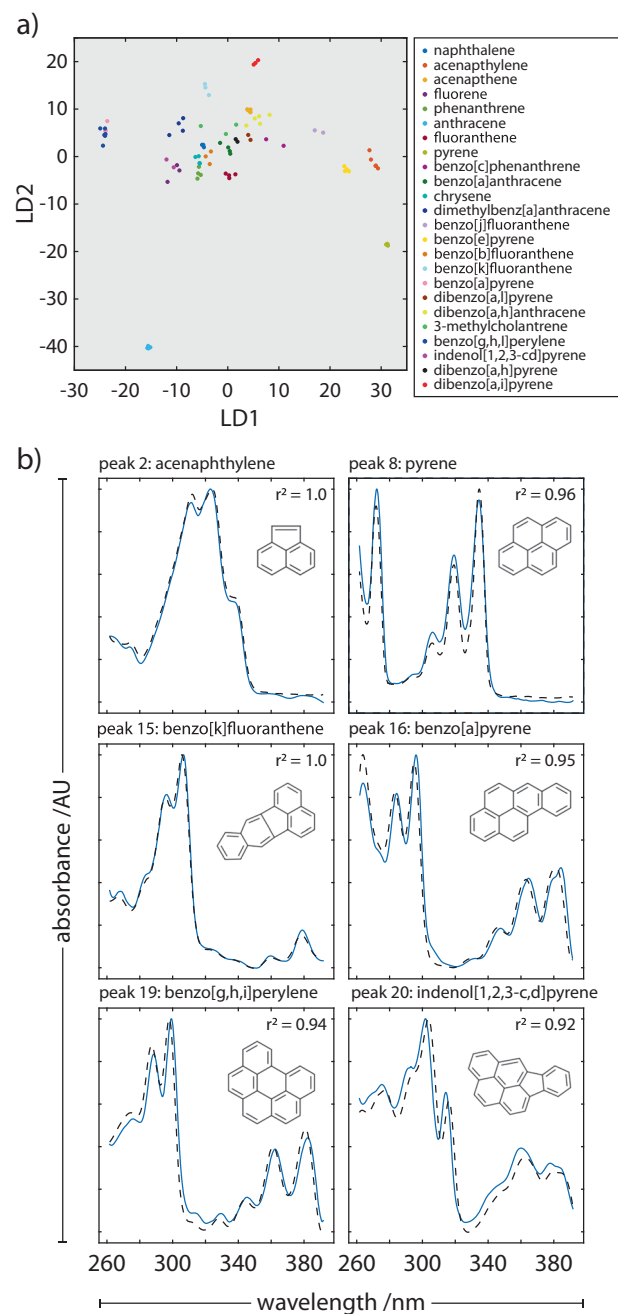 a)
20
10
0
-10
-20
-30
-40
LD2
-30
-20
-10
0
10
20
30
LD1
naphthalene
acenaphtylene
acenapthene
fluorene
phenanthrene
anthracene
fluoranthene
pyrene
benzo[c]phenanthrene
benzo[a]anthracene
chrysene
dimethylbenz[a]anthracene
benzo[j]fluoranthene
benzo[e]pyrene
benzo[b]fluoranthene
benzo[k]fluoranthene
benzo[a]pyrene
dibenzo[a,l]pyrene
dibenzo[a,h]anthracene
3-methylcholantrene
benzo[g,h,I]perylene
indenol[1,2,3-cd]pyrene
dibenzo[a,h]pyrene
dibenzo[a,i]pyrene
b)
peak 2: acenaphthylene
r² = 1.0
peak 8: pyrene
r² = 0.96
peak 15: benzo[k]fluoranthene
r² = 1.0
peak 16: benzo[a]pyrene
r² = 0.95
peak 19: benzo[g,h,i]perylene
r² = 0.94
peak 20: indenol[1,2,3-c,d]pyrene
r² = 0.92
absorbance /AU
260 300 340 380
260 300 340 380
wavelength /nm